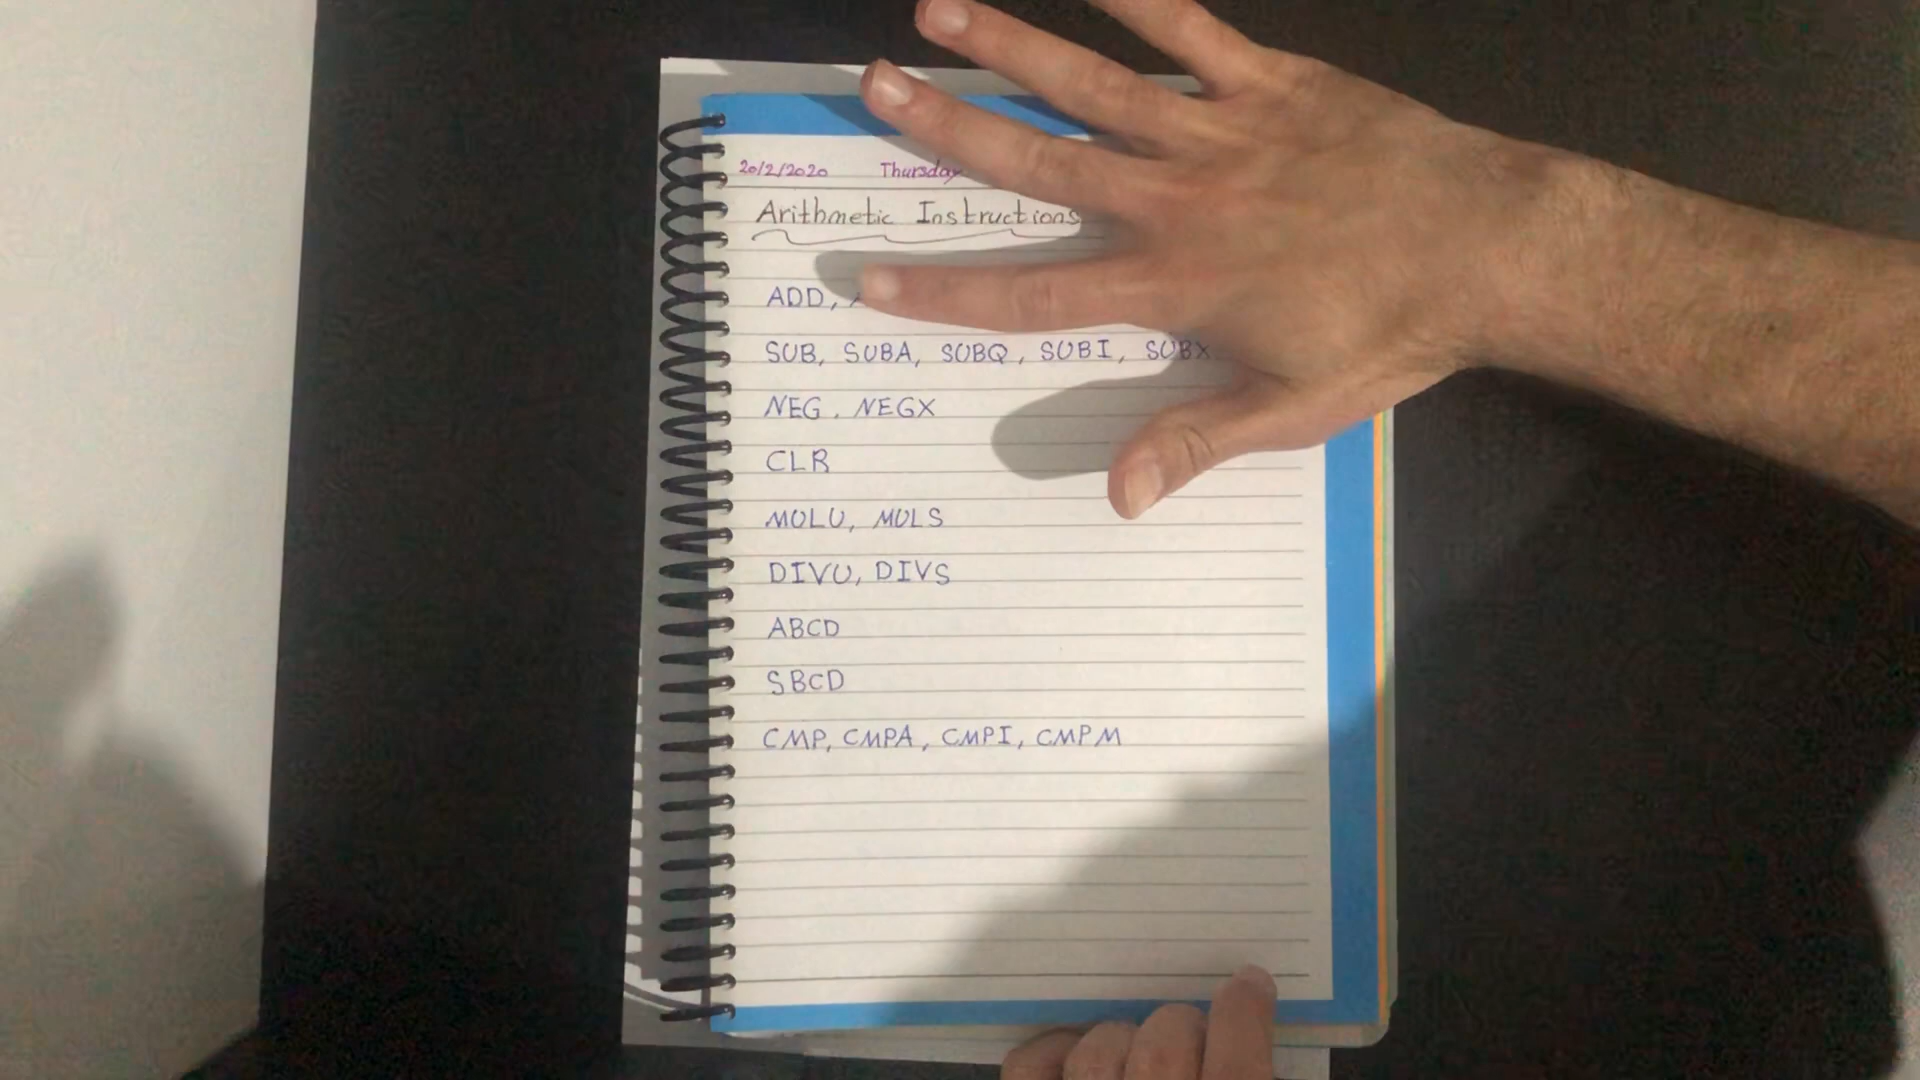 20/2/2020 Thursday
Arithmetic Instructions
ADD,
SUB, SUBA, SUBQ, SUBI, SUBX
NEG, NEGX
CLR
MULU, MULS
DIVU, DIVS
ABCD
SBCD
CMP, CMPA, CMPI, CMPM